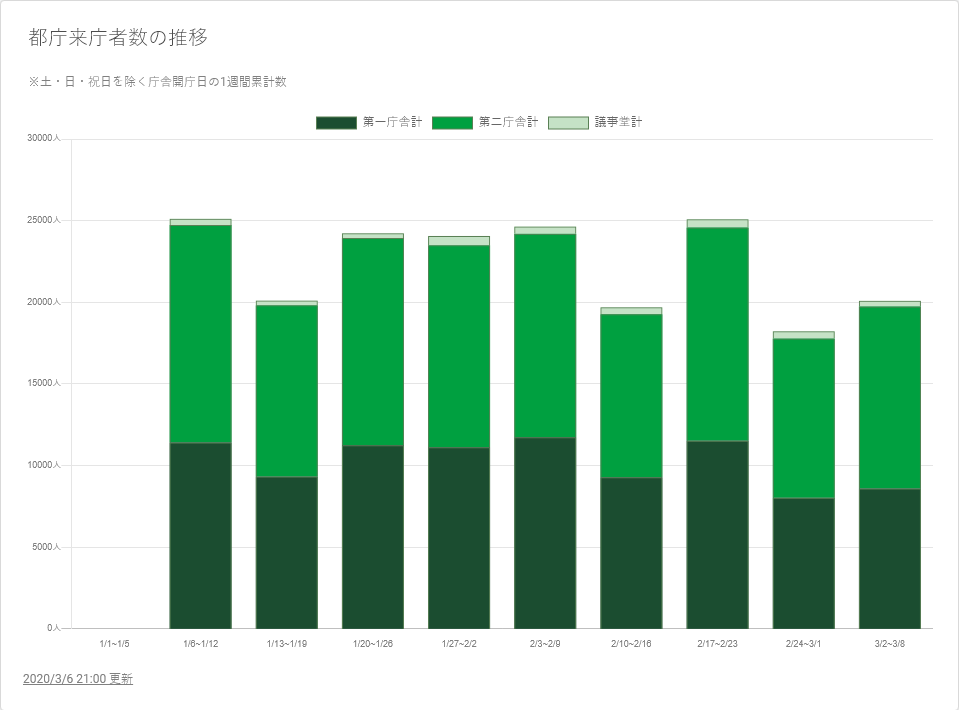 都庁来庁者数の推移
※土・日・祝日を除く庁舎開庁日の1週間累計数
第一庁舎計 第二庁舎計 議事堂計
30000人
25000人
20000人
15000人
10000人
5000人
0人
1/1~1/5 1/6~1/12 1/13~1/19 1/20~1/26 1/27~2/2 2/3~2/9 2/10~2/16 2/17~2/23 2/24~3/1 3/2~3/8
2020/3/6 21:00 更新